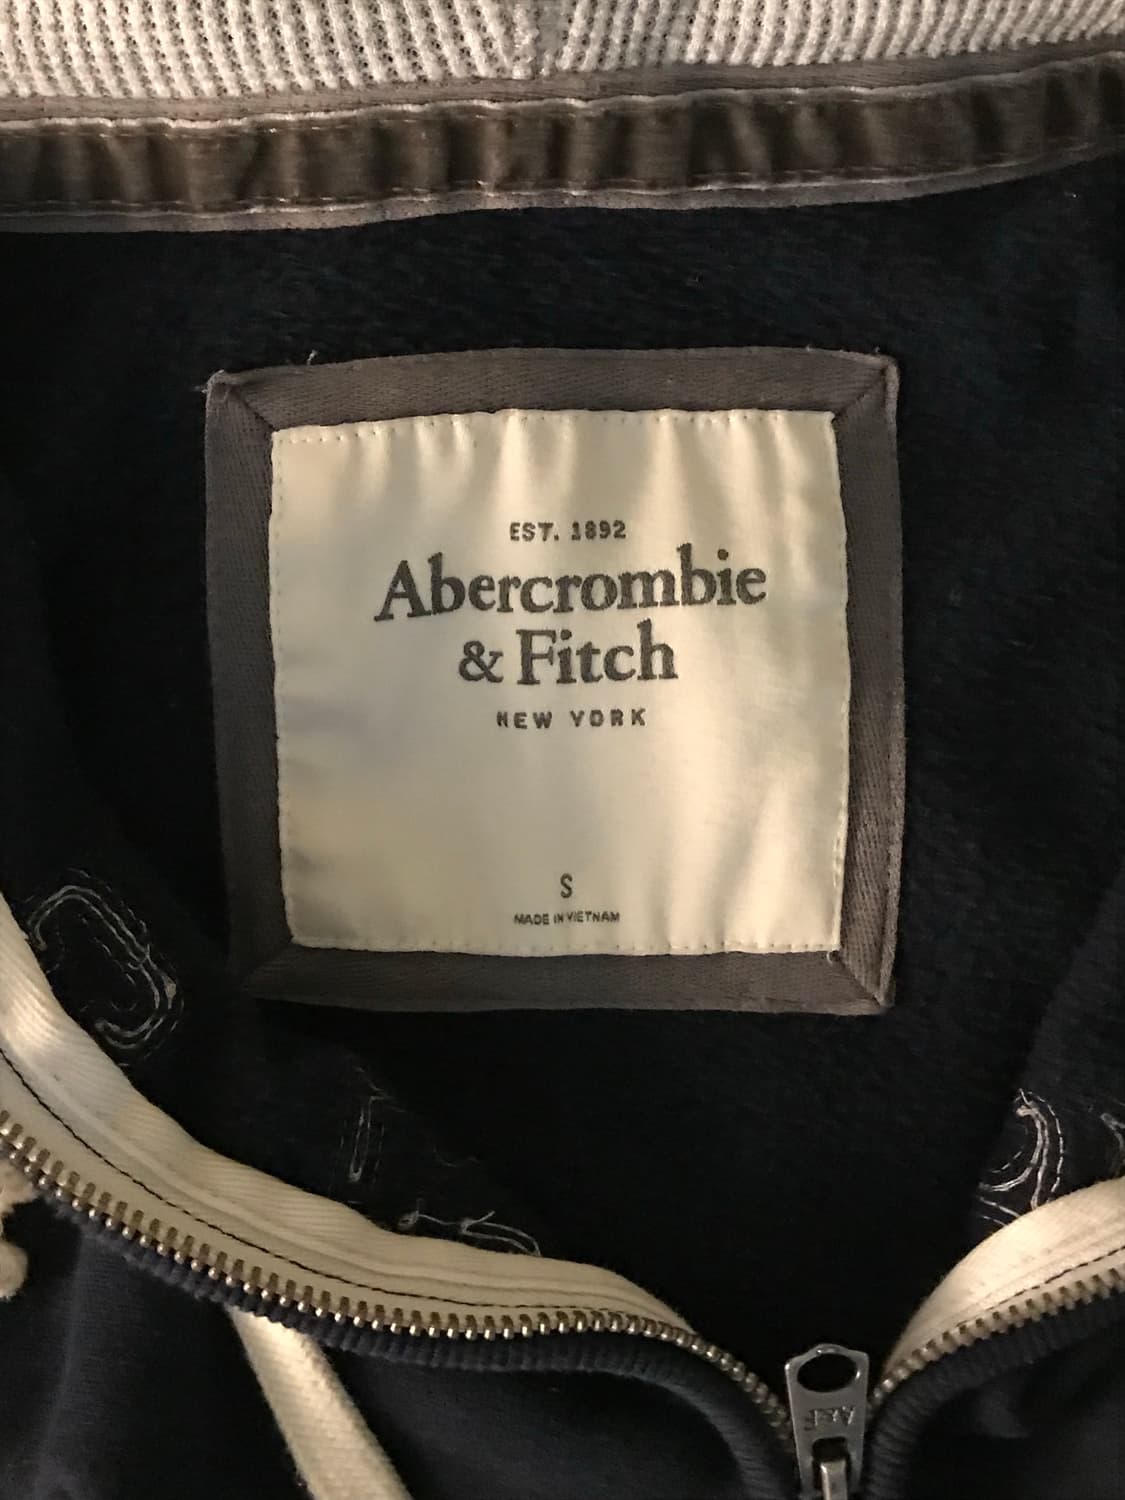 EST. 1892
Abercrombie
& Fitch
NEW YORK
S
MADE IN VIETNAM
A&F